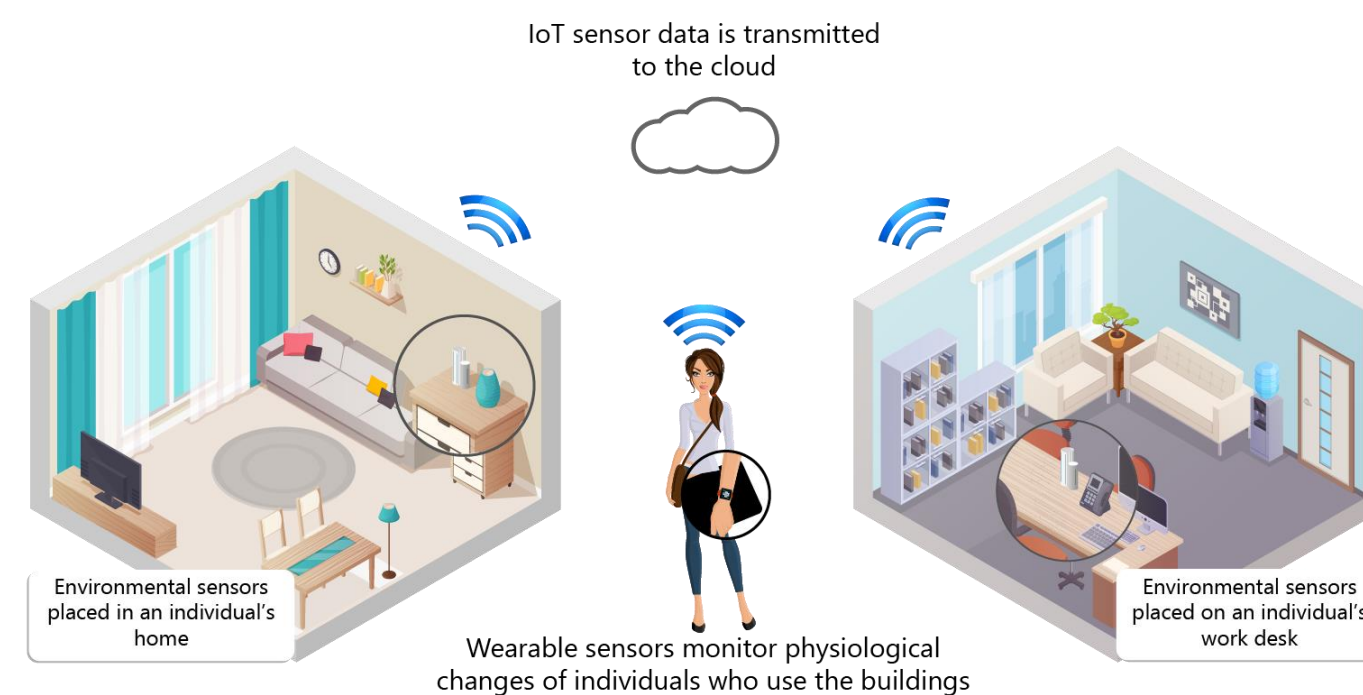 IoT sensor data is transmitted
to the cloud
Environmental sensors
placed in an individual's
home
Wearable sensors monitor physiological
changes of individuals who use the buildings
Environmental sensors
placed on an individual's
work desk